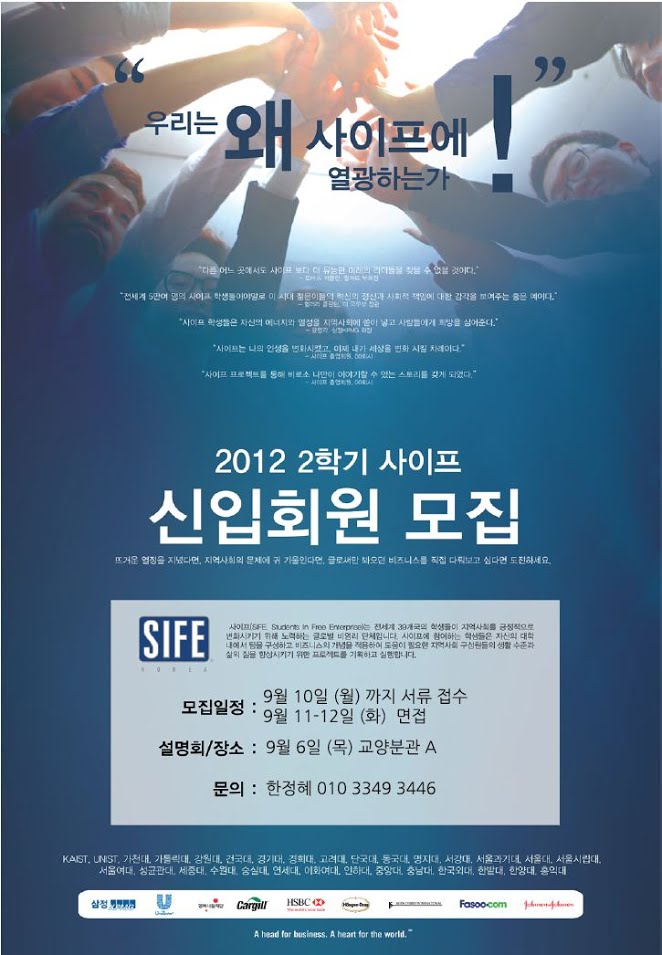 “ 우리는 왜 사이프에 ! ”
열광하는가
“다른 어느 곳에서도 사이프 보다 더 유능한 미래의 리더들을 찾을 수 없을 것이다.”
“전세계 5만여 명의 사이프 학생들이야말로 이 시대 젊은이들의 혁신의 정신과 사회적 책임에 대한 감각을 보여주는 좋은 예이다.”
“사이프 학생들은 자신의 에너지와 열정을 지역사회에 쏟아 넣고 사람들에게 희망을 심어준다.”
“사이프는 나의 인생을 변화시켰고, 이제 내가 세상을 변화 시킬 차례이다.”
- 사이프 졸업회원,
“사이프 프로젝트를 통해 비로소 나만이 이야기할 수 있는 스토리를 갖게 되었다.”
- 사이프 졸업회원,
2012 2학기 사이프
신입회원 모집
뜨거운 열정을 지녔다면, 지역사회의 문제에 귀 기울인다면, 글로써만 배으던 비즈니스를 직접 다뤄보고 싶다면 도전하세요.
SIFE
KOREA
사이프(SIFE, Students In Free Enterprise)는 전세계 39개국의 학생들이 지역사회를 긍정적으로
변화시키기 위해 노력하는 글로벌 비영리 단체입니다. 사이프에 참여하는 학생들은 자신의 대학
내에서 팀을 구성하고 비즈니스의 개념을 적용하여 도움이 필요한 지역사회 구성원들의 생활 수준과
삶의 질을 향상시키기 위한 프로젝트를 기획하고 실행합니다.
모집일정 : 9월 10일 (월) 까지 서류 접수
9월 11-12일 (화) 면접
설명회/장소 : 9월 6일 (목) 교양분관 A
문의 : 한정혜 010 3349 3446
KAIST, UNIST, 가천대, 가톨릭대, 강원대, 건국대, 경기대, 경희대, 고려대, 단국대, 동국대, 명지대, 서강대, 서울과기대, 서울대, 서울시립대,
서울여대, 성균관대, 세종대, 수원대, 숭실대, 연세대, 이화여대, 인하대, 중앙대, 충남대, 한국외대, 한밭대, 한양대, 홍익대
삼정 Unilever Cargill HSBC Häagen-Dazs Fasoo.com Johnson&Johnson
A head for business. A heart for the world.™